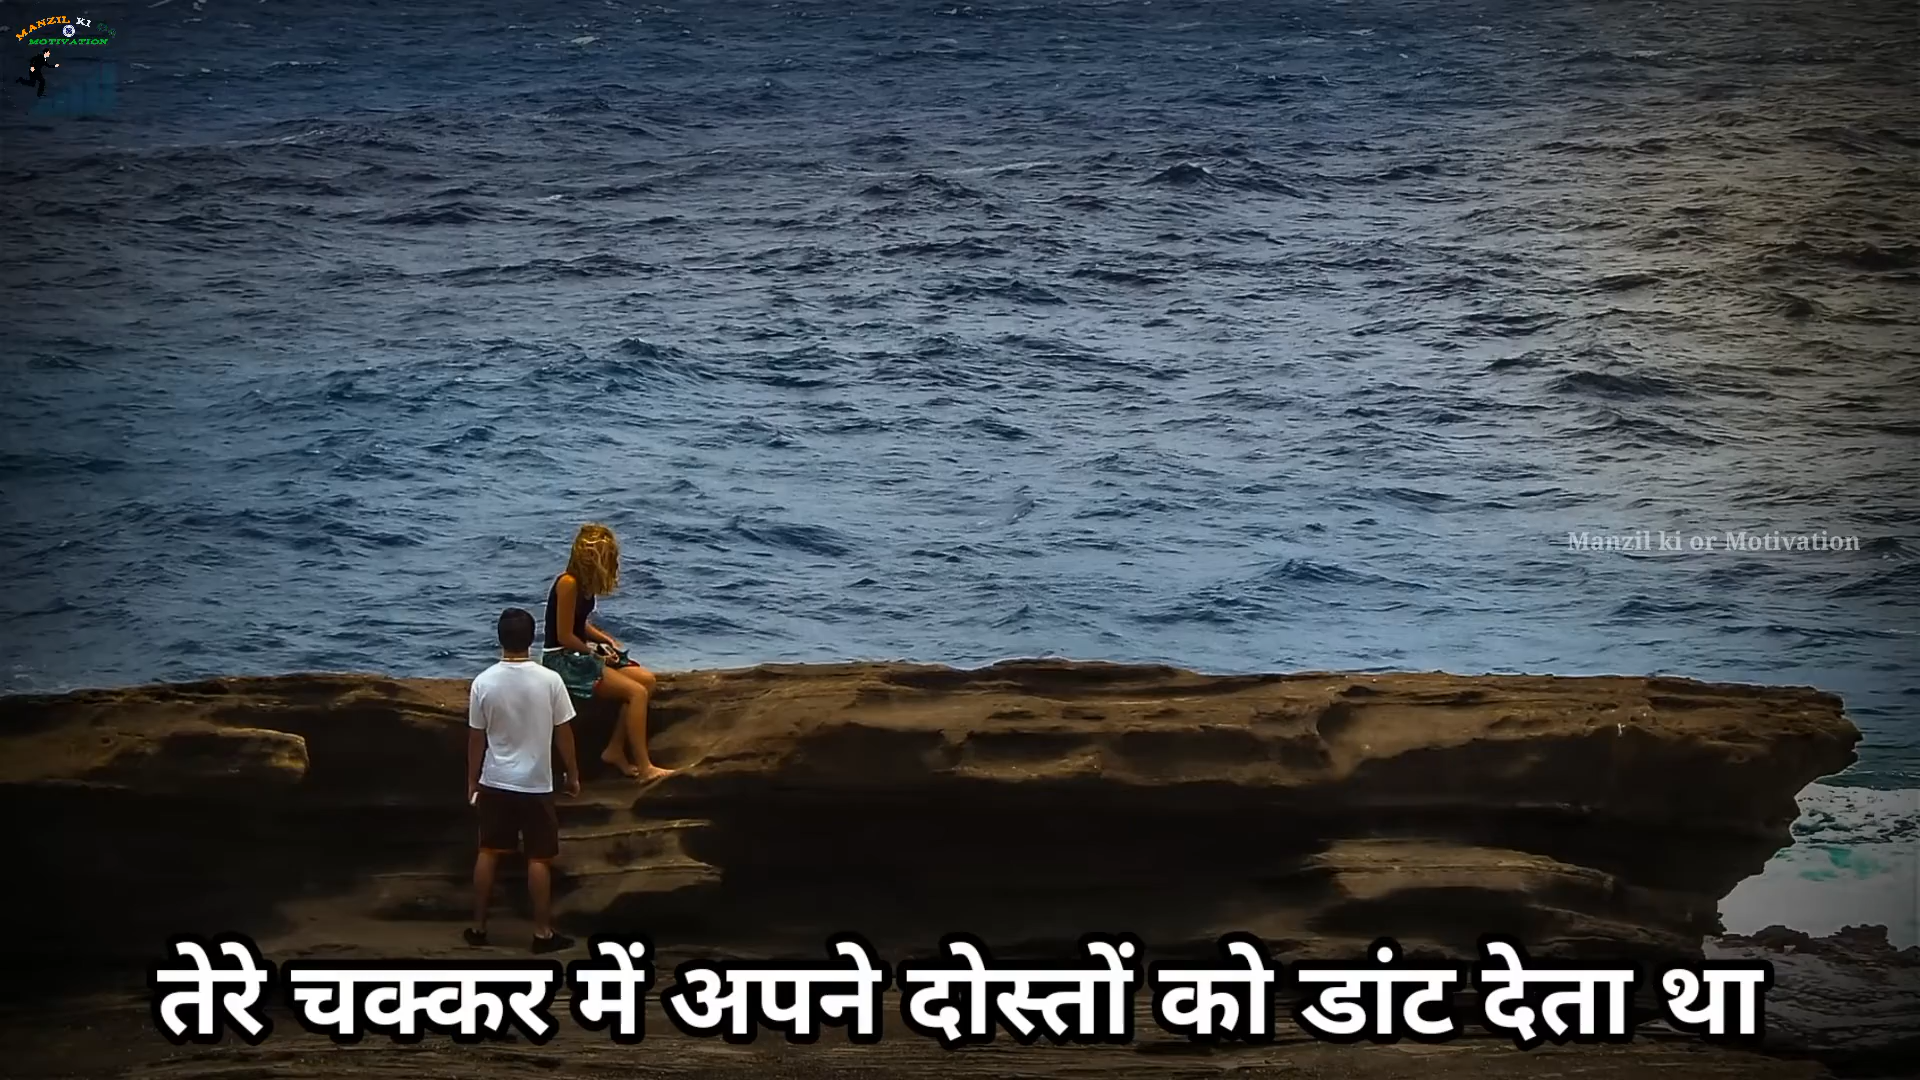 MANZIL KI
MOTIVATION
Manzil ki or Motivation
तेरे चक्कर में अपने दोस्तों को डांट देता था